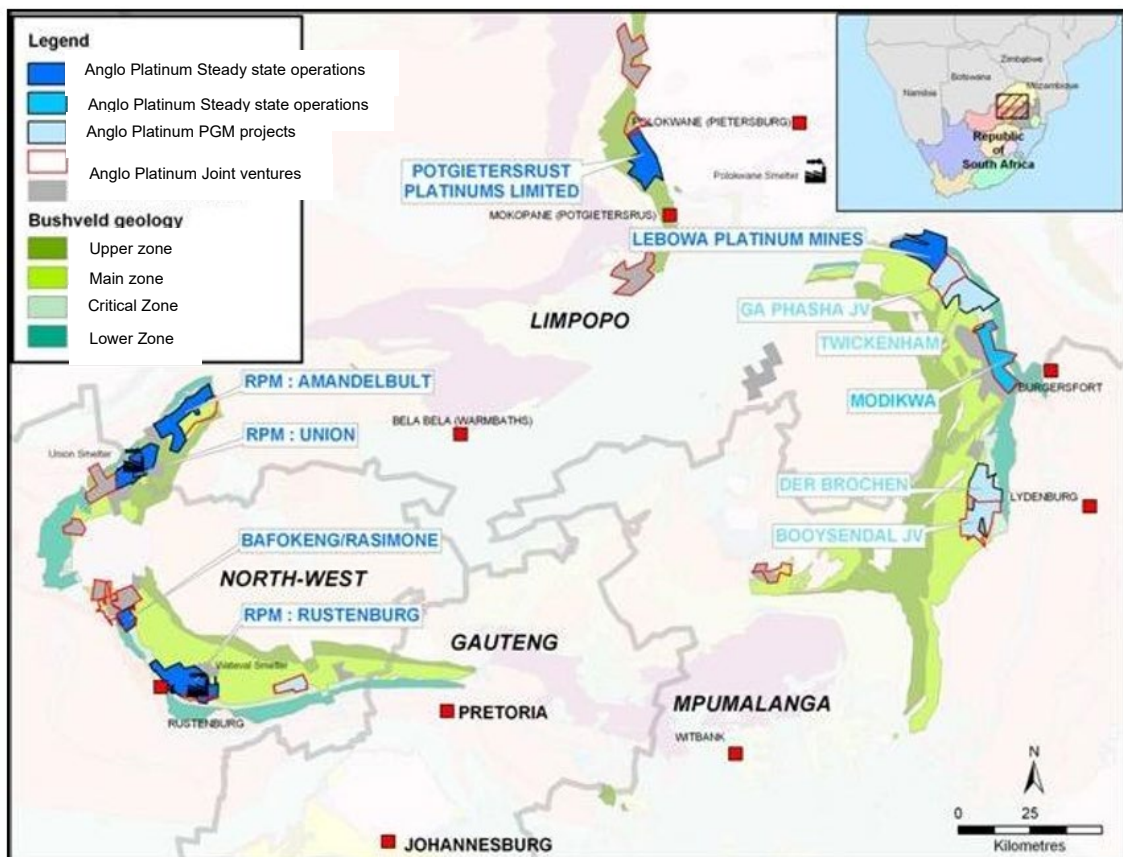 Legend
Anglo Platinum Steady state operations
Anglo Platinum Steady state operations
Anglo Platinum PGM projects
Anglo Platinum Joint ventures
Bushveld geology
Upper zone
Main zone
Critical Zone
Lower Zone
Zimbabwe
Botswana
Mozambique
Namibia
Republic
of
South Africa
POLOKWANE (PIETERSBURG)
POTGIETERSRUST
PLATINUMS LIMITED
Polokwane Smelter
MOKOPANE (POTGIETERSRUS)
LEBOWA PLATINUM MINES
GA PHASHA JV
LIMPOPO
TWICKENHAM
RPM : AMANDELBULT
BURGERSFORT
MODIKWA
BELA BELA (WARMBATHS)
RPM : UNION
Union Smelter
DER BROCHEN
LYDENBURG
BOOYSENDAL JV
BAFOKENG/RASIMONE
NORTH-WEST
RPM : RUSTENBURG
GAUTENG
Waterval Smelter
MPUMALANGA
PRETORIA
RUSTENBURG
WITBANK
N
0 25
Kilometres
JOHANNESBURG